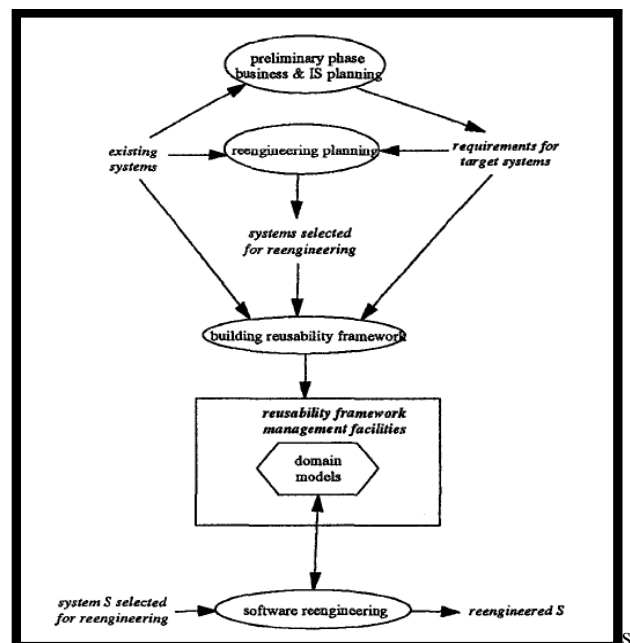 preliminary phase
business & IS planning
existing
systems
reengineering planning
requirements for
target systems
systems selected
for reengineering
building reusability framework
reusability framework
management facilities
domain
models
system S selected
for reengineering
software reengineering
reengineered S
s